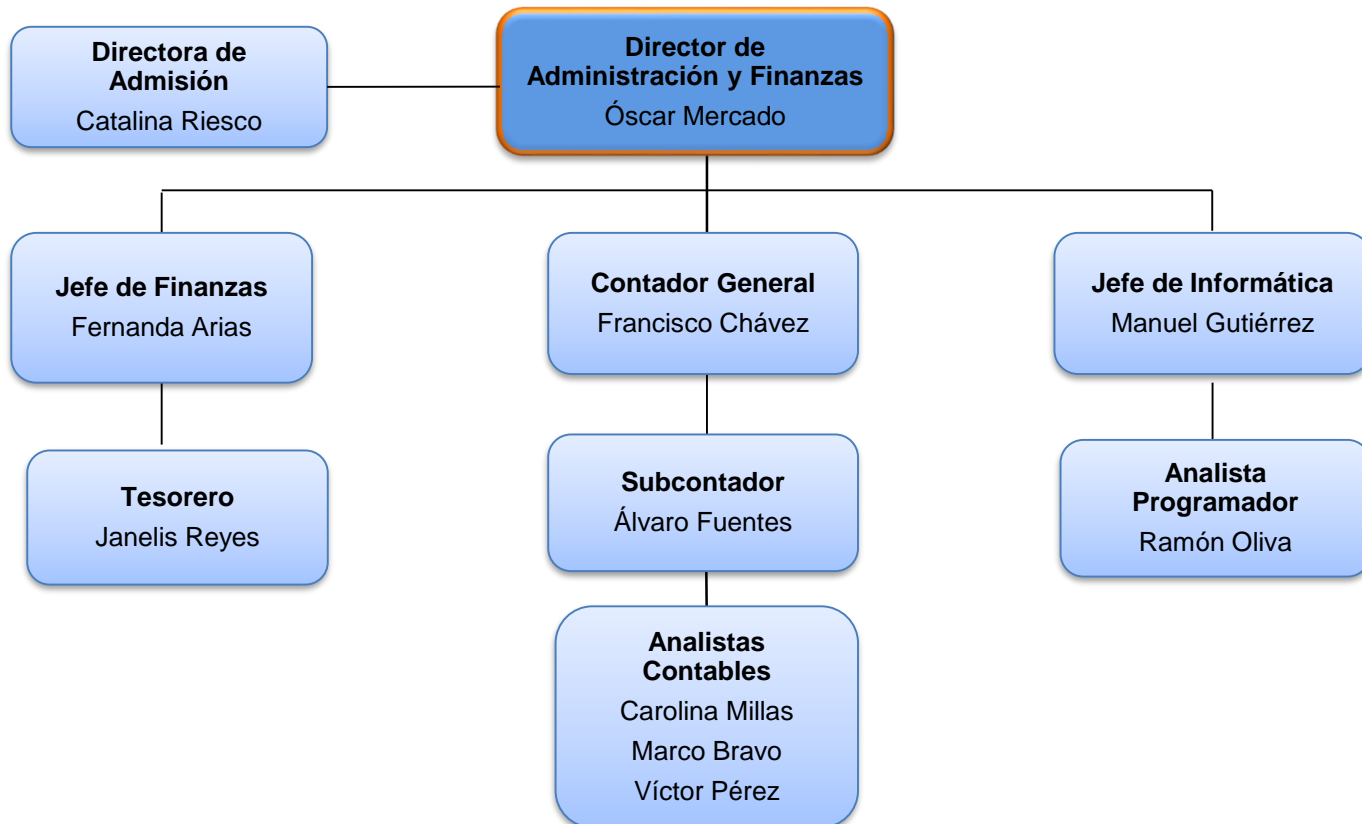 Directora de
Admisión
Catalina Riesco
Director de
Administración y Finanzas
Óscar Mercado
Jefe de Finanzas
Fernanda Arias
Contador General
Francisco Chávez
Jefe de Informática
Manuel Gutiérrez
Tesorero
Janelis Reyes
Subcontador
Álvaro Fuentes
Analista
Programador
Ramón Oliva
Analistas
Contables
Carolina Millas
Marco Bravo
Víctor Pérez